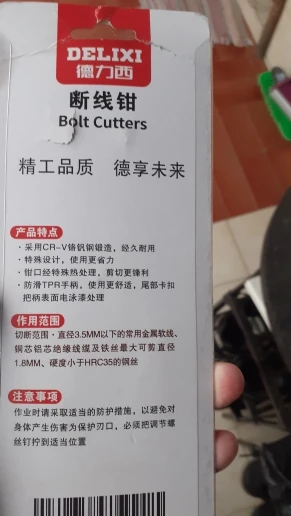 DELIXI
德力西
断线钳
Bolt Cutters
精工品质 德享未来
产品特点
·采用CR-V铬钒钢锻造，经久耐用
·特殊设计，使用更省力
·钳口经特殊热处理，剪切更锋利
·防滑TPR手柄，使用更舒适，尾部卡扣
把柄表面电泳漆处理
作用范围
切断范围·直径3.5MM以下的常用金属软线、
铜芯铝芯绝缘线缆及铁丝最大可剪直径
1.8MM、硬度小于HRC35的钢丝
注意事项
作业时请采取适当的防护措施，以避免对
身体产生伤害为保护刃口，必须把调节螺
丝钉拧到适当位置